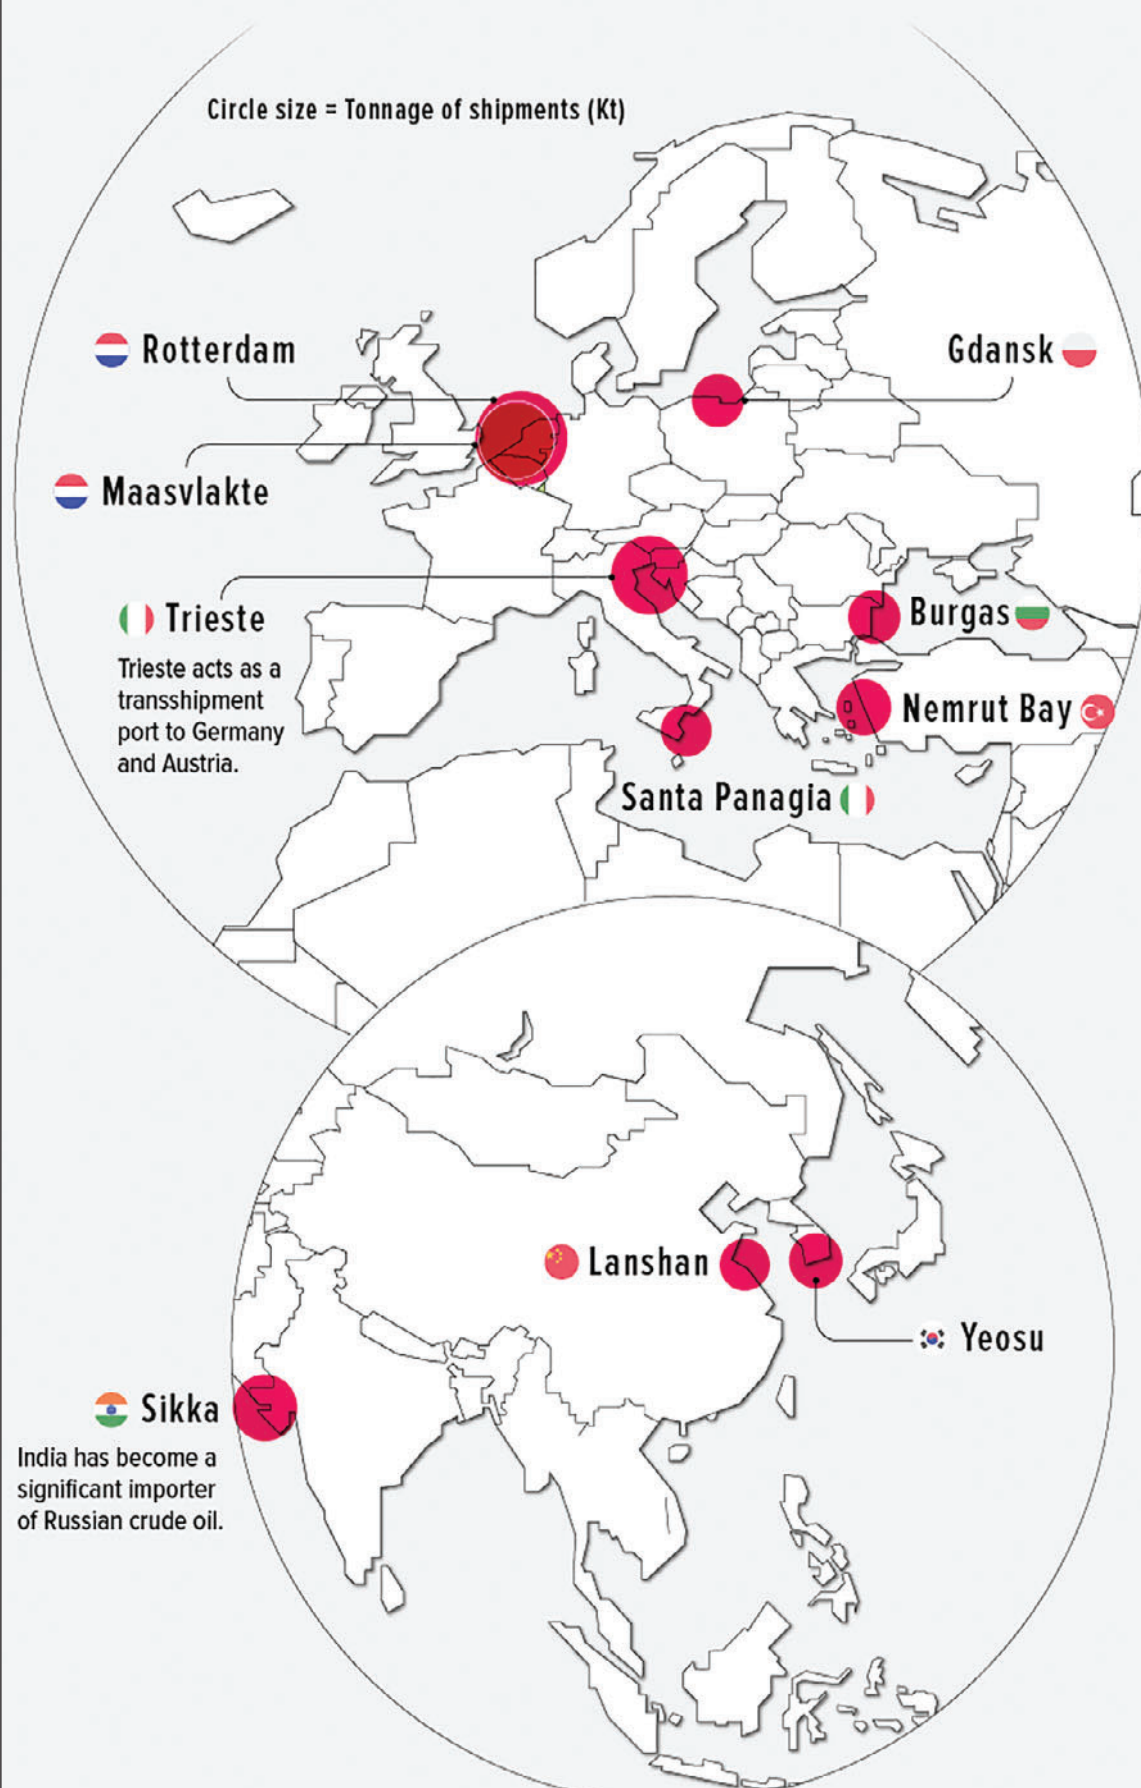 Circle size = Tonnage of shipments (Kt)
Rotterdam
Gdansk
Maasvlakte
Trieste
Trieste acts as a
transshipment
port to Germany
and Austria.
Burgas
Nemrut Bay
Santa Panagia
Lanshan
Yeosu
Sikka
India has become a
significant importer
of Russian crude oil.